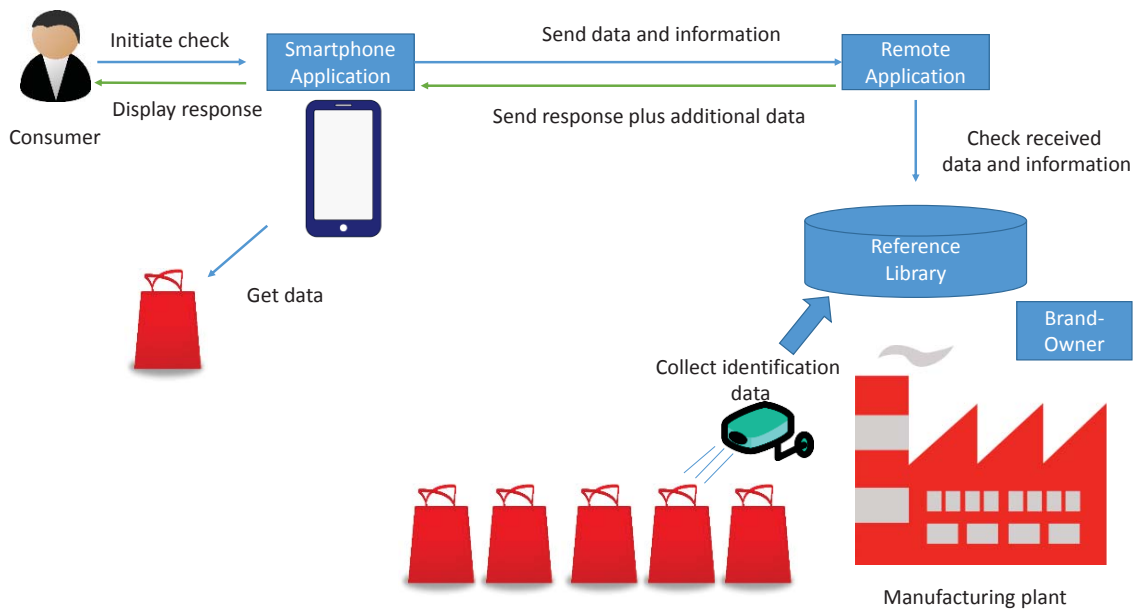 Initiate check
Smartphone
Application
Send data and information
Remote
Application
Display response
Send response plus additional data
Consumer
Check received
data and information
Reference
Library
Get data
Brand-
Owner
Collect identification
data
Manufacturing plant